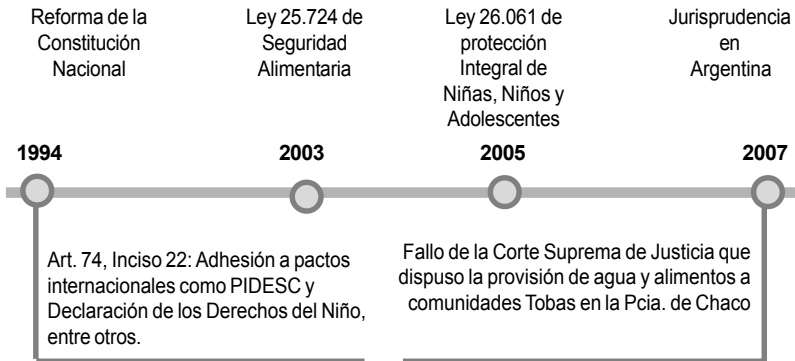 Reforma de la
Constitución
Nacional
Ley 25.724 de
Seguridad
Alimentaria
Ley 26.061 de
protección
Integral de
Niñas, Niños y
Adolescentes
Jurisprudencia
en
Argentina
1994
2003
2005
2007
Art. 74, Inciso 22: Adhesión a pactos
internacionales como PIDESC y
Declaración de los Derechos del Niño,
entre otros.
Fallo de la Corte Suprema de Justicia que
dispuso la provisión de agua y alimentos a
comunidades Tobas en la Pcia. de Chaco